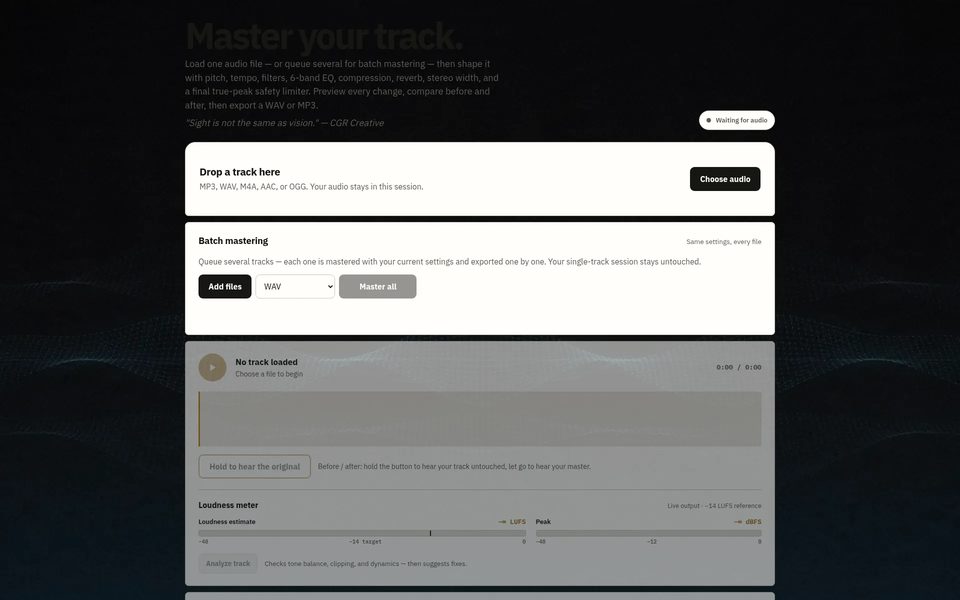 Master your track.
Load one audio file — or queue several for batch mastering — then shape it
with pitch, tempo, filters, 6-band EQ, compression, reverb, stereo width, and
a final true-peak safety limiter. Preview every change, compare before and
after, then export a WAV or MP3.
"Sight is not the same as vision." — CGR Creative
Waiting for audio
Drop a track here
MP3, WAV, M4A, AAC, or OGG. Your audio stays in this session.
Choose audio
Batch mastering
Same settings, every file
Queue several tracks — each one is mastered with your current settings and exported one by one. Your single-track session stays untouched.
Add files
WAV
Master all
No track loaded
Choose a file to begin
0:00 / 0:00
Hold to hear the original
Before / after: hold the button to hear your track untouched, let go to hear your master.
Loudness meter
Live output · −14 LUFS reference
Loudness estimate
−∞ LUFS
Peak
−∞ dBFS
−48
−14 target
0
−48
−12
0
Analyze track
Checks tone balance, clipping, and dynamics — then suggests fixes.